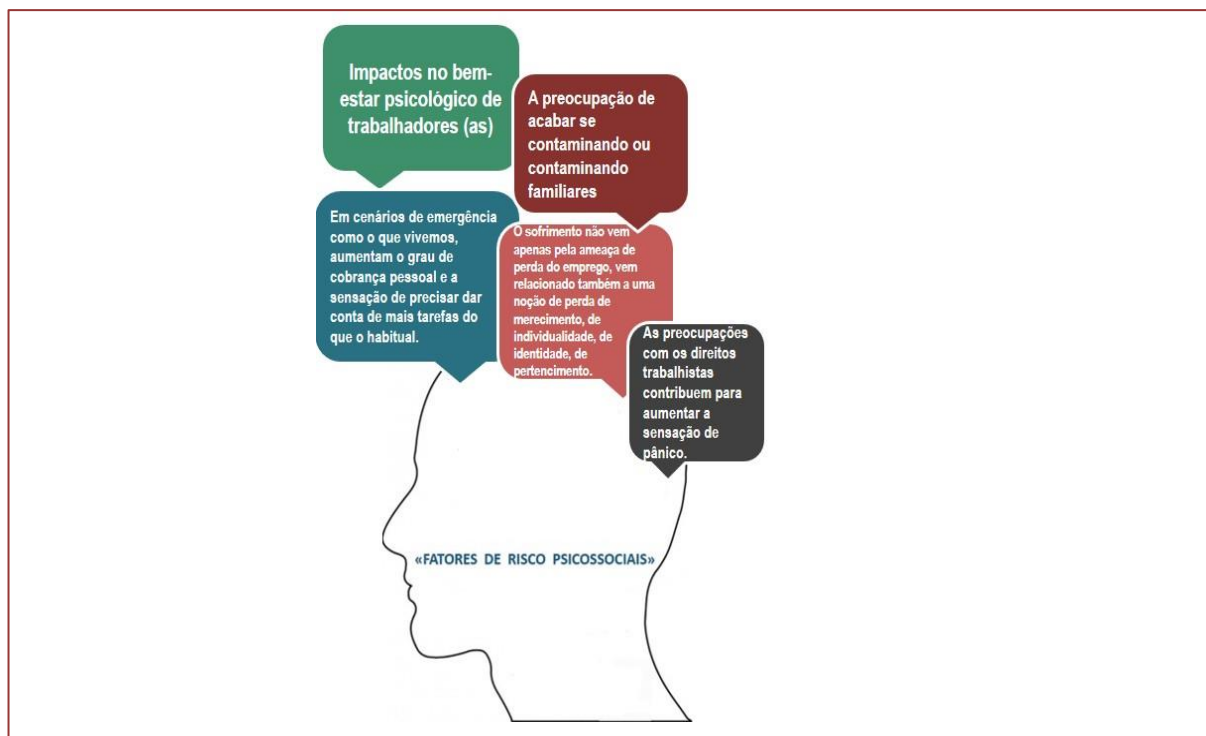 Impactos no bem-
estar psicológico de
trabalhadores (as)
A preocupação de
acabar se
contaminando ou
contaminando
familiares
Em cenários de emergência
como o que vivemos,
aumentam o grau de
cobrança pessoal e a
sensação de precisar dar
conta de mais tarefas do
que o habitual.
O sofrimento não vem
apenas pela ameaça de
perda do emprego, vem
relacionado também a uma
noção de perda de
merecimento, de
individualidade, de
identidade, de
pertencimento.
As preocupações
com os direitos
trabalhistas
contribuem para
aumentar a
sensação de
pânico.
«FATORES DE RISCO PSICOSSOCIAIS»